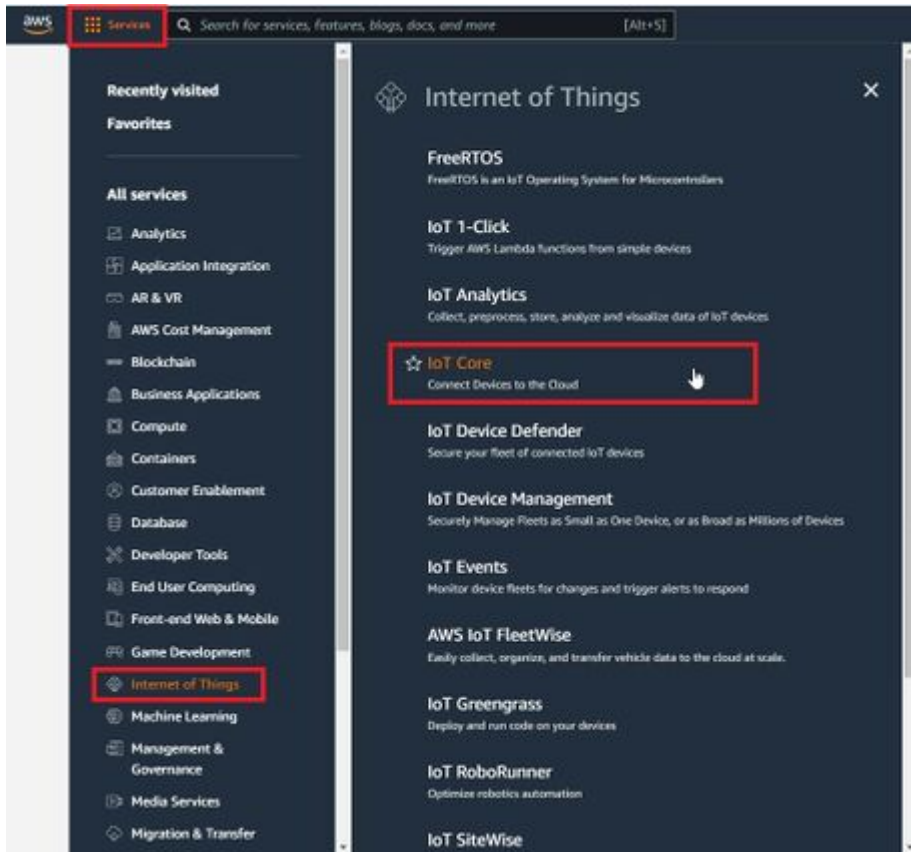 aws
Services
Search for services, features, blogs, docs, and more
[Alt+S]
Recently visited
Favorites
All services
Analytics
Application Integration
AR & VR
AWS Cost Management
Blockchain
Business Applications
Compute
Containers
Customer Enablement
Database
Developer Tools
End User Computing
Front-end Web & Mobile
Game Development
Internet of Things
Machine Learning
Management &
Governance
Media Services
Migration & Transfer
Internet of Things
FreeRTOS
FreeRTOS is an IoT Operating System for Microcontrollers
IoT 1-Click
Trigger AWS Lambda functions from simple devices
IoT Analytics
Collect, preprocess, store, analyze and visualize data of IoT devices
IoT Core
Connect Devices to the Cloud
IoT Device Defender
Secure your fleet of connected IoT devices
IoT Device Management
Securely Manage Fleets as Small as One Device, or as Broad as Millions of Devices
IoT Events
Monitor device fleets for changes and trigger alerts to respond
AWS IoT FleetWise
Easily collect, organize, and transfer vehicle data to the cloud at scale.
IoT Greengrass
Deploy and run code on your devices
IoT RoboRunner
Optimize robotics automation
IoT SiteWise